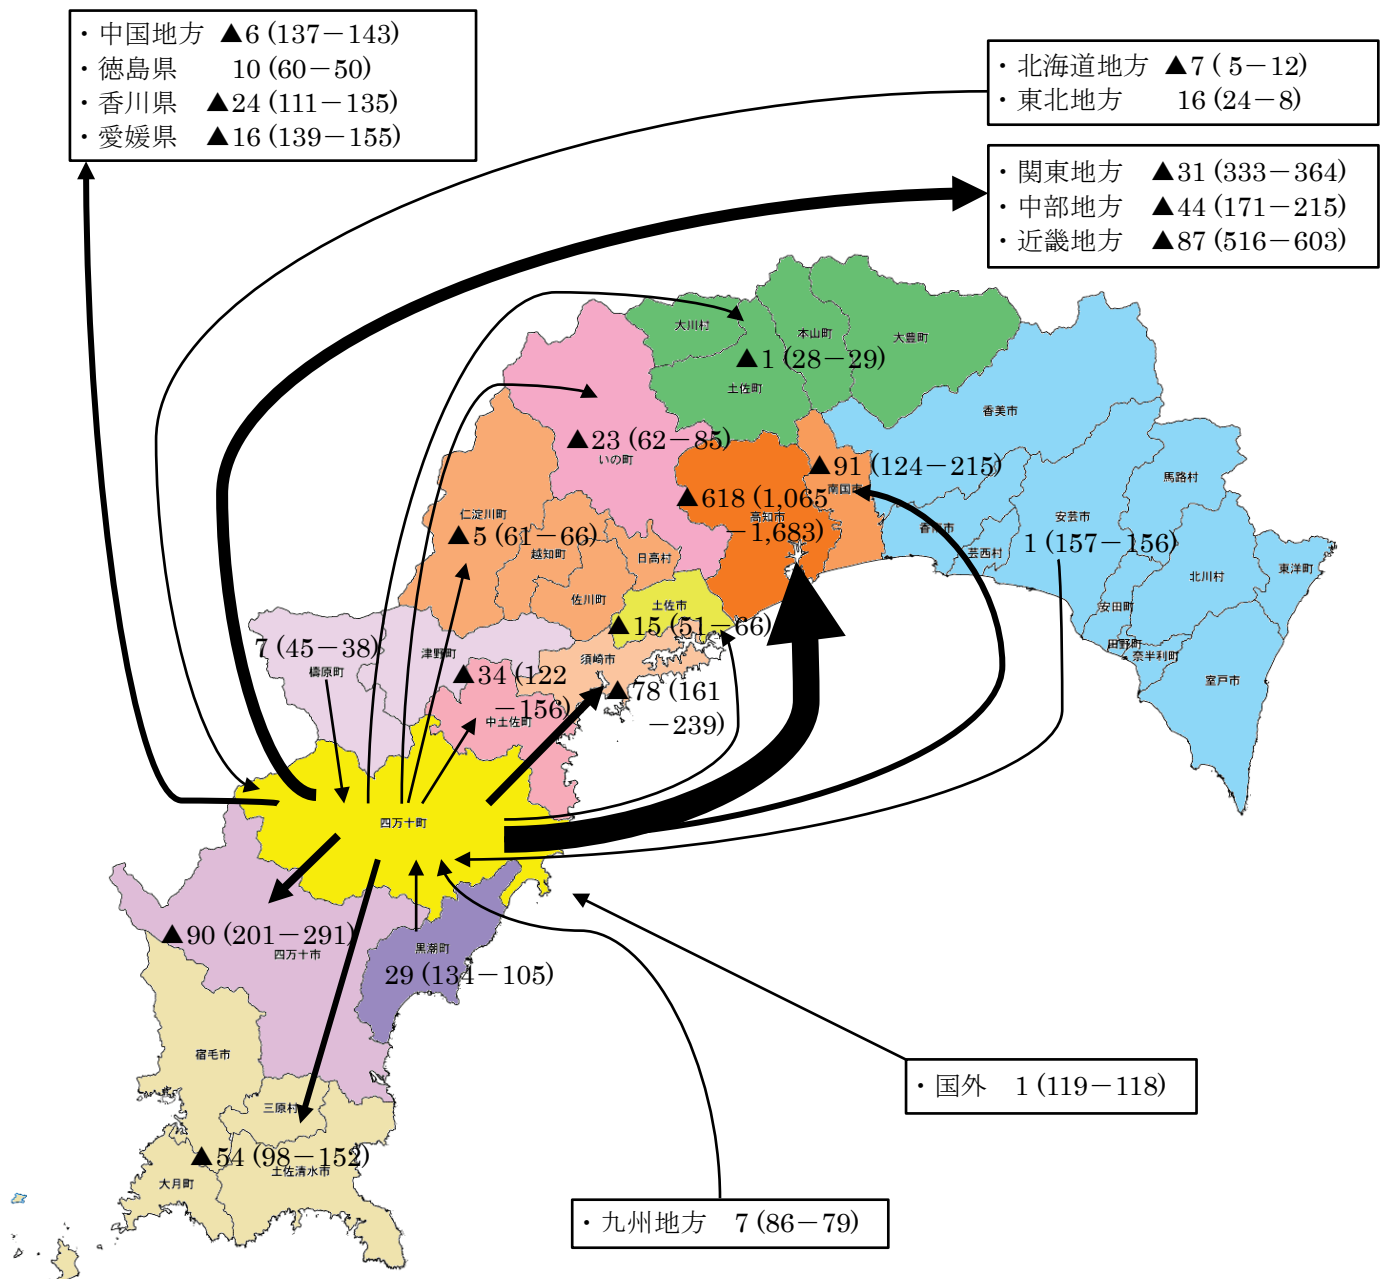 ・中国地方 ▲6 (137－143)
・徳島県 10 (60－50)
・香川県 ▲24 (111－135)
・愛媛県 ▲16 (139－155)
・北海道地方 ▲7 ( 5－12)
・東北地方 16 (24－8)
・関東地方 ▲31 (333－364)
・中部地方 ▲44 (171－215)
・近畿地方 ▲87 (516－603)
大川村
本山町
大豊町
▲1 (28－29)
土佐町
香美市
▲23 (62－85)
いの町
▲91 (124－215)
南国市
馬路村
▲618 (1,065
－1,683)
高知市
仁淀川町
▲5 (61－66)
越知町
日高村
香南市
安芸市
芸西村
1 (157－156)
北川村
東洋町
佐川町
土佐市
▲15 (51－66)
安田町
田野町
奈半利町
室戸市
7 (45－38)
檮原町
津野町
須崎市
▲34 (122
－156)
中土佐町
▲78 (161
－239)
四万十町
▲90 (201－291)
四万十市
黒潮町
29 (134－105)
宿毛市
三原村
・国外 1 (119－118)
▲54 (98－152)
土佐清水市
大月町
・九州地方 7 (86－79)